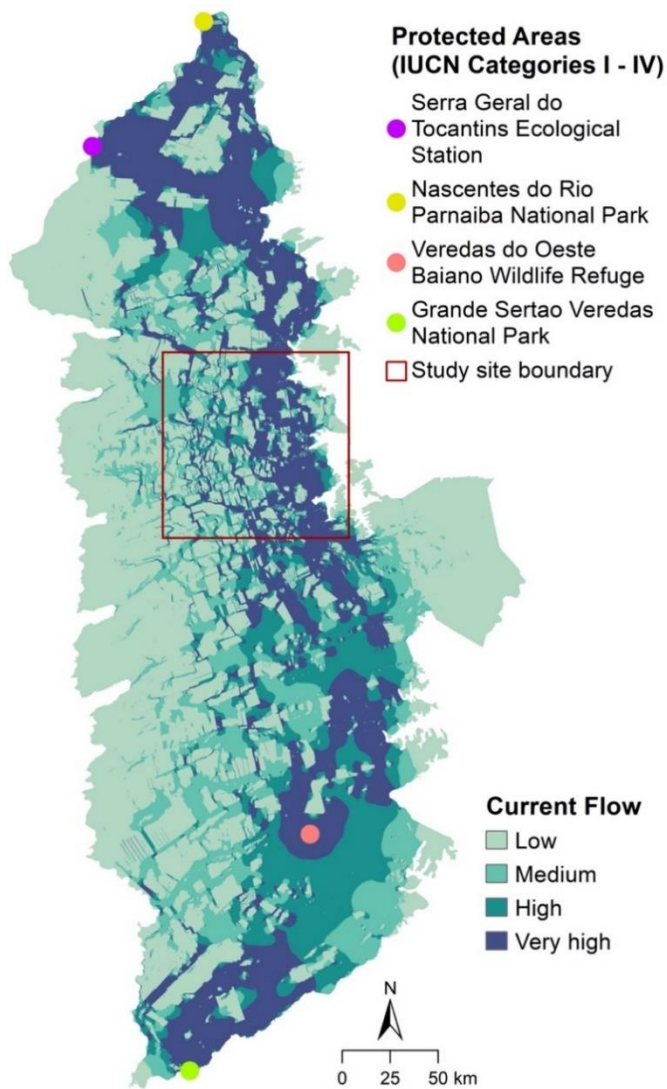 Protected Areas
(IUCN Categories I - IV)
Serra Geral do
Tocantins Ecological
Station
Nascentes do Rio
Parnaiba National Park
Veredas do Oeste
Baiano Wildlife Refuge
Grande Sertao Veredas
National Park
Study site boundary
Current Flow
Low
Medium
High
Very high
N
0 25 50 km